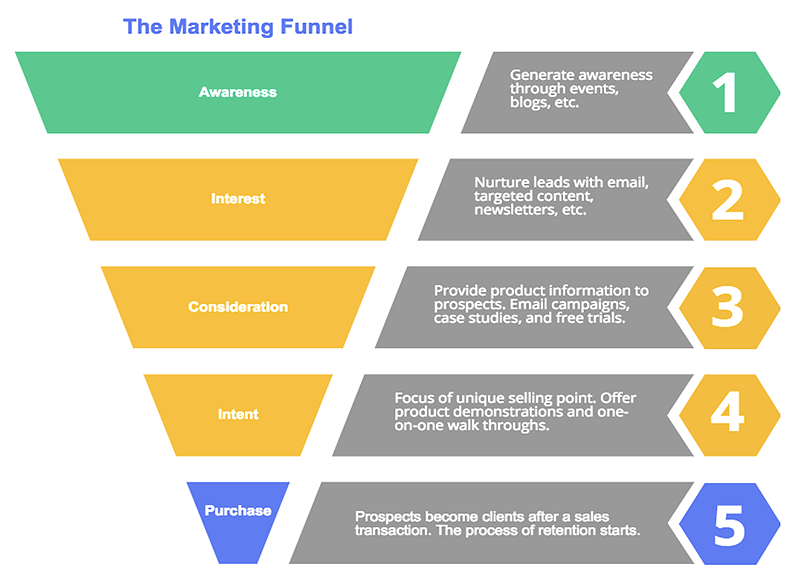 The Marketing Funnel
Awareness
Generate awareness
through events,
blogs, etc.
1
Interest
Nurture leads with email,
targeted content,
newsletters, etc.
2
Consideration
Provide product information to
prospects. Email campaigns,
case studies, and free trials.
3
Intent
Focus of unique selling point. Offer
product demonstrations and one-
on-one walk throughs.
4
Purchase
Prospects become clients after a sales
transaction. The process of retention starts.
5